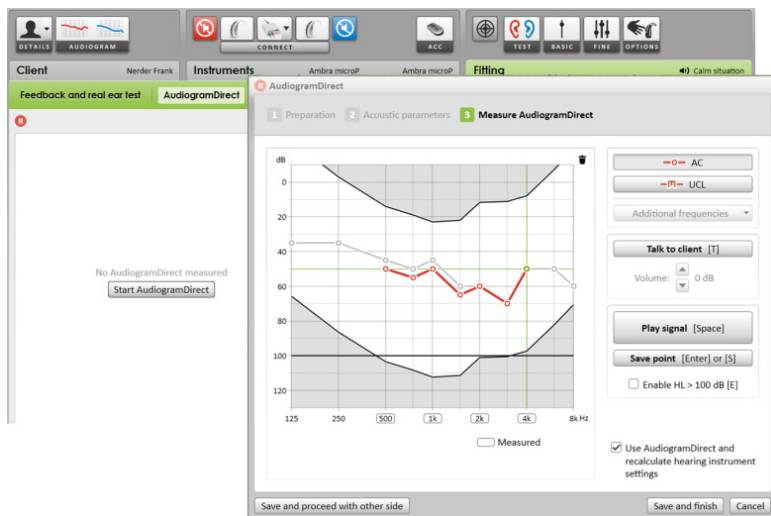 DETAILS
AUDIOGRAM
CONNECT
ACC
TEST
BASIC
FINE
OPTIONS
Client
Nerder Frank
Instruments
Ambra microP
Ambra microP
Fitting
Calm situation
Feedback and real ear test
AudiogramDirect
R
No AudiogramDirect measured
Start AudiogramDirect
R AudiogramDirect
1 Preparation 2 Acoustic parameters 3 Measure AudiogramDirect
dB
0
20
40
60
80
100
120
125 250 500 1k 2k 4k 8k Hz
Measured
AC
UCL
Additional frequencies
Talk to client [T]
Volume: 0 dB
Play signal [Space]
Save point [Enter] or [S]
Enable HL > 100 dB [E]
Use AudiogramDirect and
recalculate hearing instrument
settings
Save and proceed with other side
Save and finish
Cancel